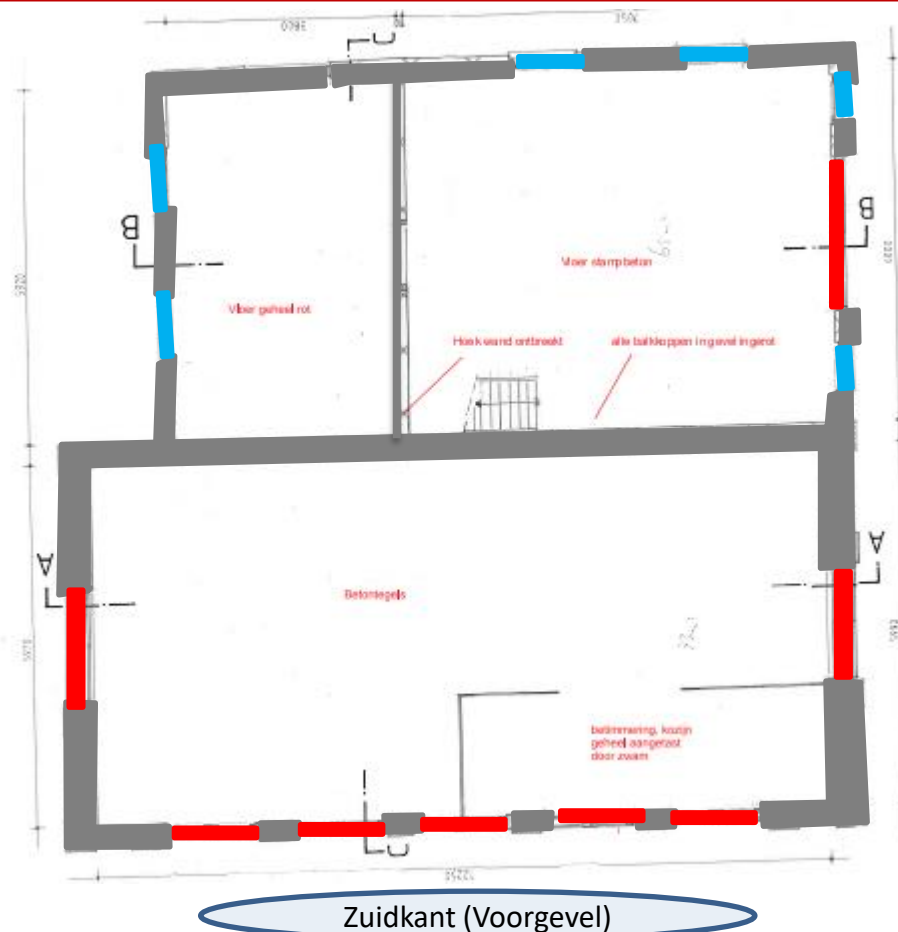 C
B
B
Vloer stampbeton
Vloer geheel rot
Hoek wand ontbreekt
alle balkkoppen in gevel ingerot
A
A
Betontegels
betimmering, kozijn
geheel aangetast
door zwam
C
12250
Zuidkant (Voorgevel)